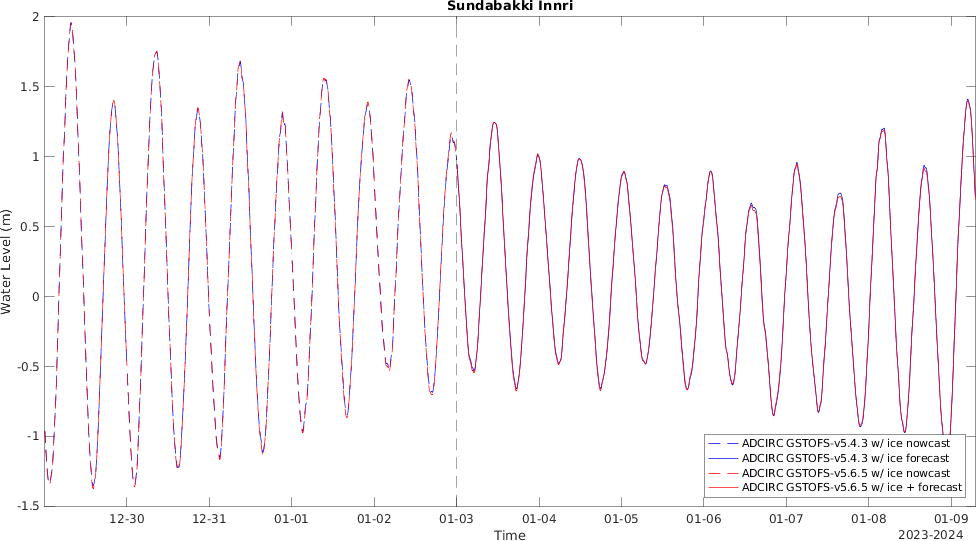 Sundabakki Innri
2
1.5
1
0.5
0
-0.5
-1
-1.5
Water Level (m)
12-30
12-31
01-01
01-02
01-03
01-04
01-05
01-06
01-07
01-08
01-09
Time
2023-2024
ADCIRC GSTOFS-v5.4.3 w/ ice nowcast
ADCIRC GSTOFS-v5.4.3 w/ ice forecast
ADCIRC GSTOFS-v5.6.5 w/ ice nowcast
ADCIRC GSTOFS-v5.6.5 w/ ice + forecast